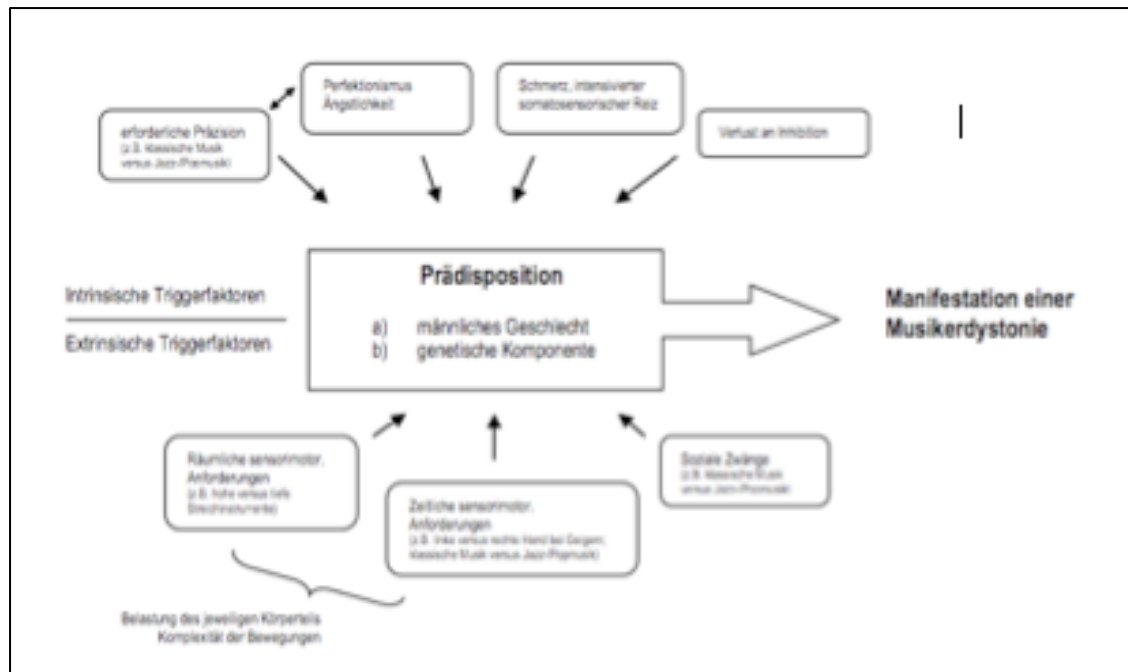 Perfektionismus
Ängstlichkeit
Schmerz, intensivierter
somatosensorischer Reiz
erforderliche Präzision
(z.B. klassische Musik
versus Jazz-/Popmusik)
Verlust an Inhibition
Prädisposition
a) männliches Geschlecht
b) genetische Komponente
Intrinsische Triggerfaktoren
Extrinsische Triggerfaktoren
Manifestation einer
Musikerdystonie
Räumliche sensorimotor.
Anforderungen
(z.B. hohe versus tiefe
Streichinstrumente)
Zeitliche sensorimotor.
Anforderungen
(z.B. linke versus rechte Hand bei Geigern;
klassische Musik versus Jazz-/Popmusik)
Soziale Zwänge
(z.B. klassische Musik
versus Jazz-/Popmusik)
Belastung des jeweiligen Körperteils
Komplexität der Bewegungen